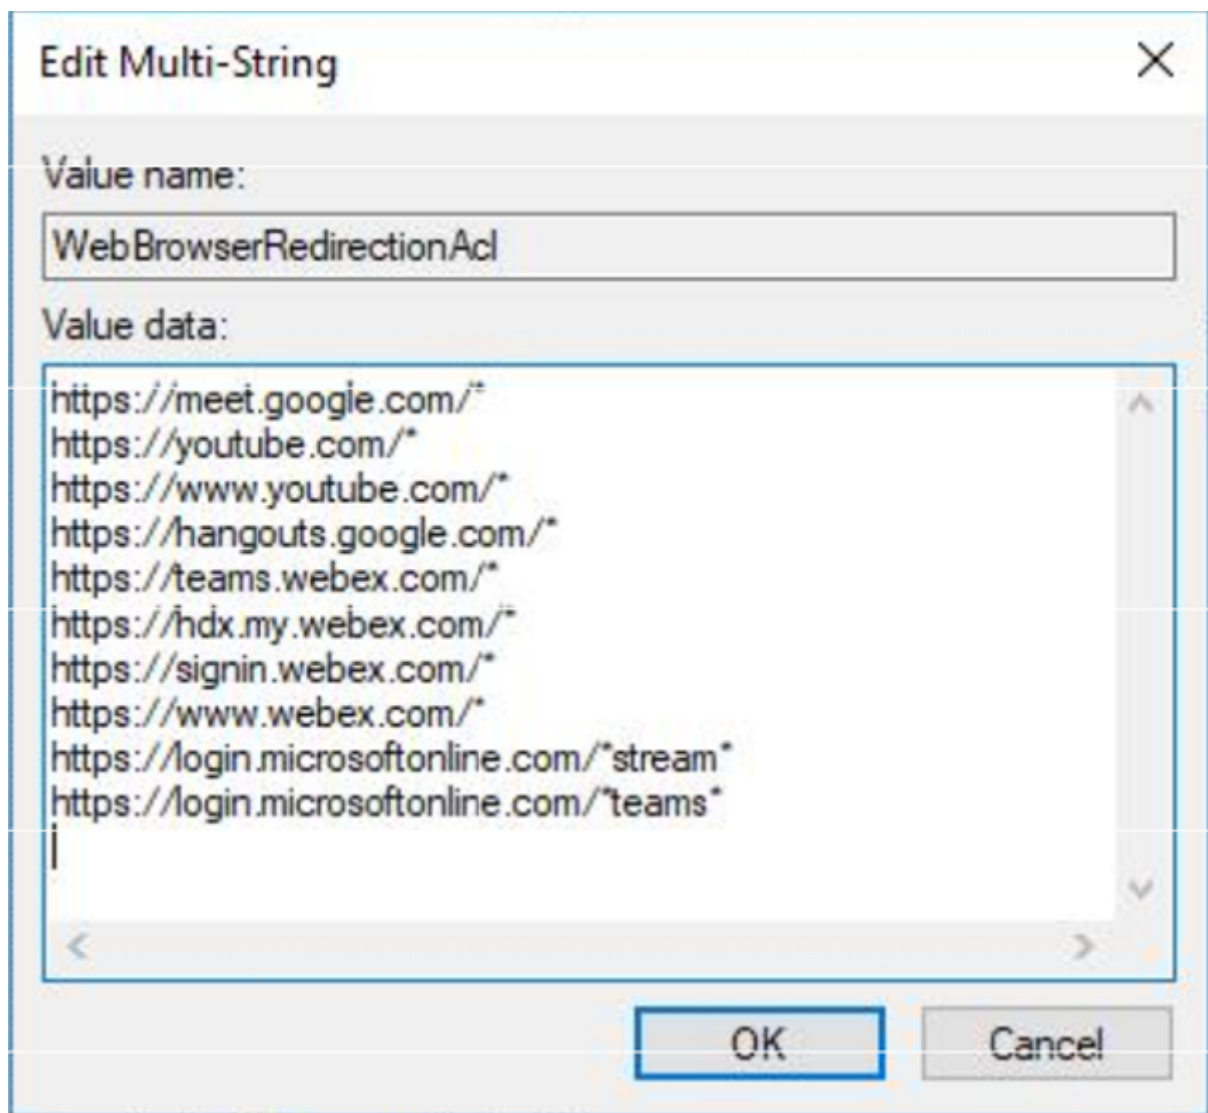 Edit Multi-String
Value name:
WebBrowserRedirectionAcl
Value data:
https://meet.google.com/*
https://youtube.com/*
https://www.youtube.com/*
https://hangouts.google.com/*
https://teams.webex.com/*
https://hdx.my.webex.com/*
https://signin.webex.com/*
https://www.webex.com/*
https://login.microsoftonline.com/*stream*
https://login.microsoftonline.com/*teams*
OK
Cancel